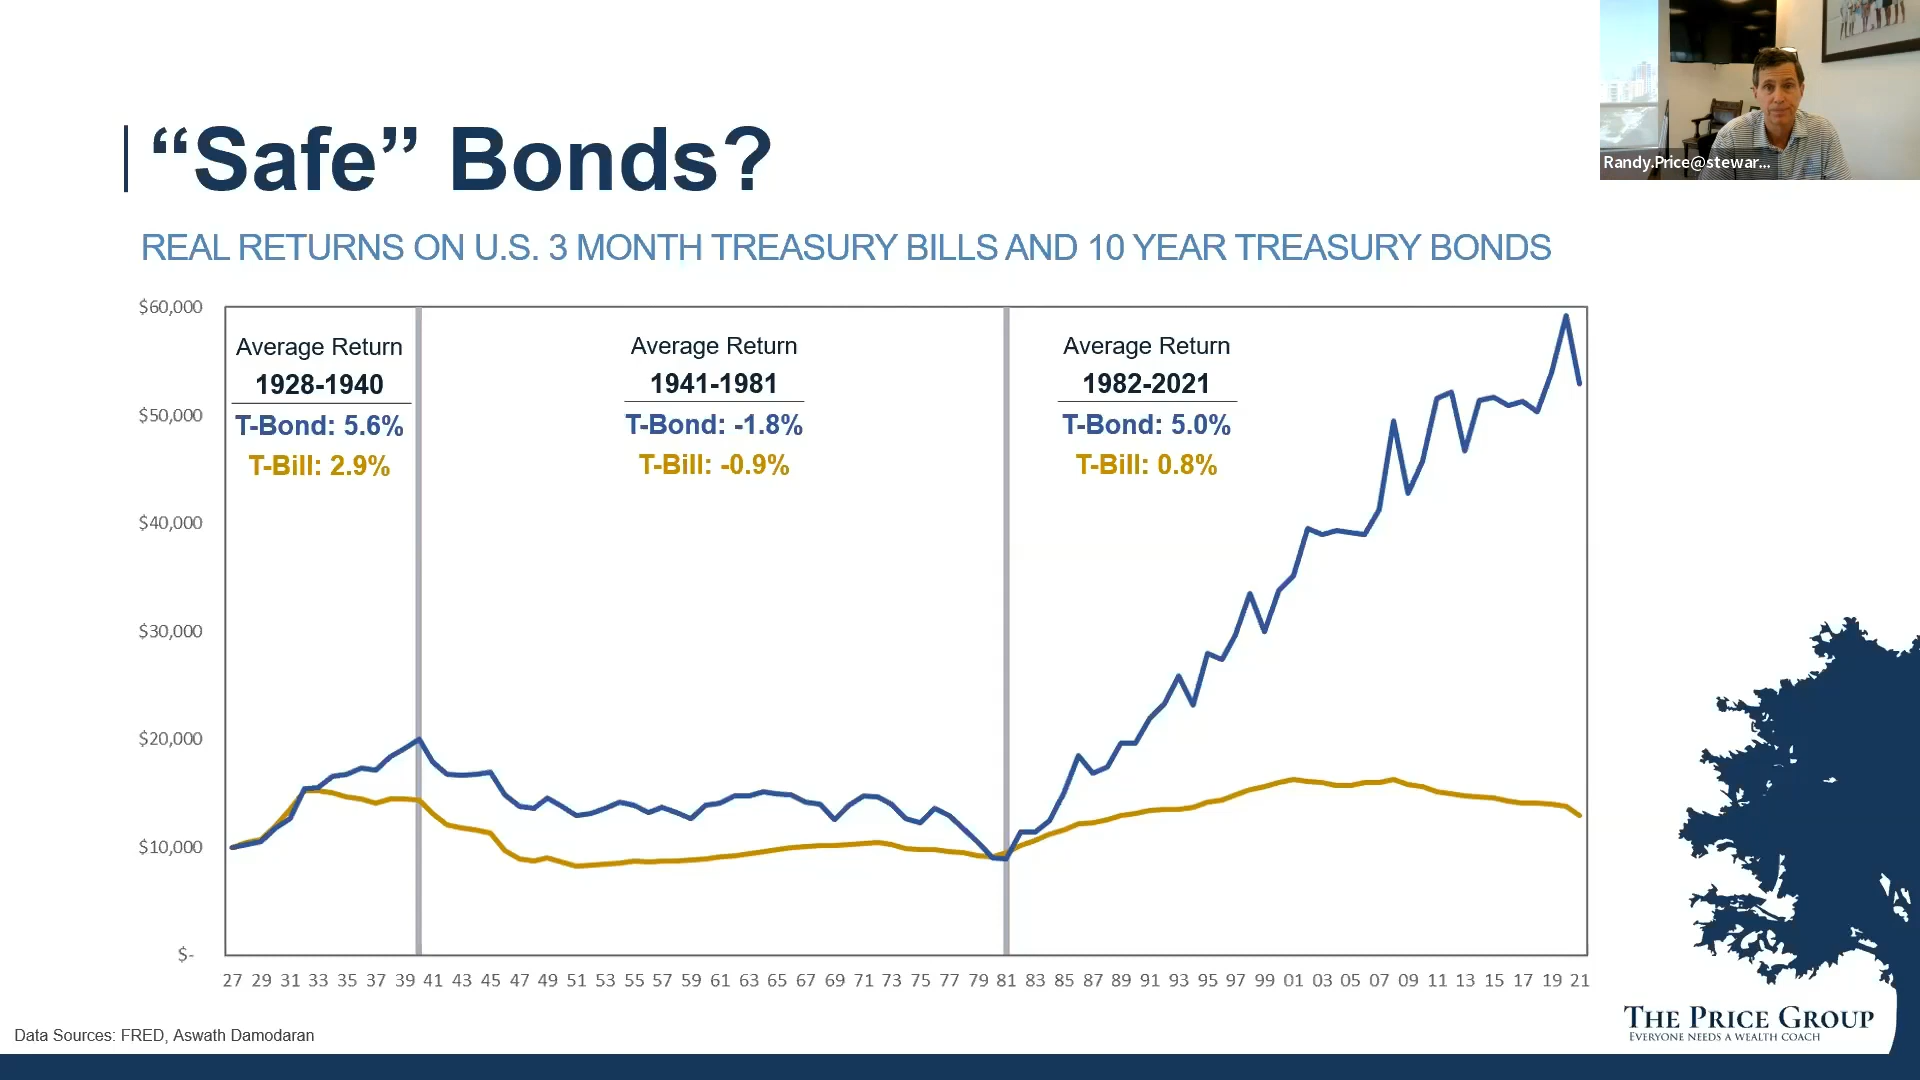 Randy.Price@stewar...
“Safe” Bonds?
REAL RETURNS ON U.S. 3 MONTH TREASURY BILLS AND 10 YEAR TREASURY BONDS
$60,000
$50,000
$40,000
$30,000
$20,000
$10,000
$-
Average Return
1928-1940
T-Bond: 5.6%
T-Bill: 2.9%
Average Return
1941-1981
T-Bond: -1.8%
T-Bill: -0.9%
Average Return
1982-2021
T-Bond: 5.0%
T-Bill: 0.8%
27 29 31 33 35 37 39 41 43 45 47 49 51 53 55 57 59 61 63 65 67 69 71 73 75 77 79 81 83 85 87 89 91 93 95 97 99 01 03 05 07 09 11 13 15 17 19 21
Data Sources: FRED, Aswath Damodaran
THE PRICE GROUP
EVERYONE NEEDS A WEALTH COACH